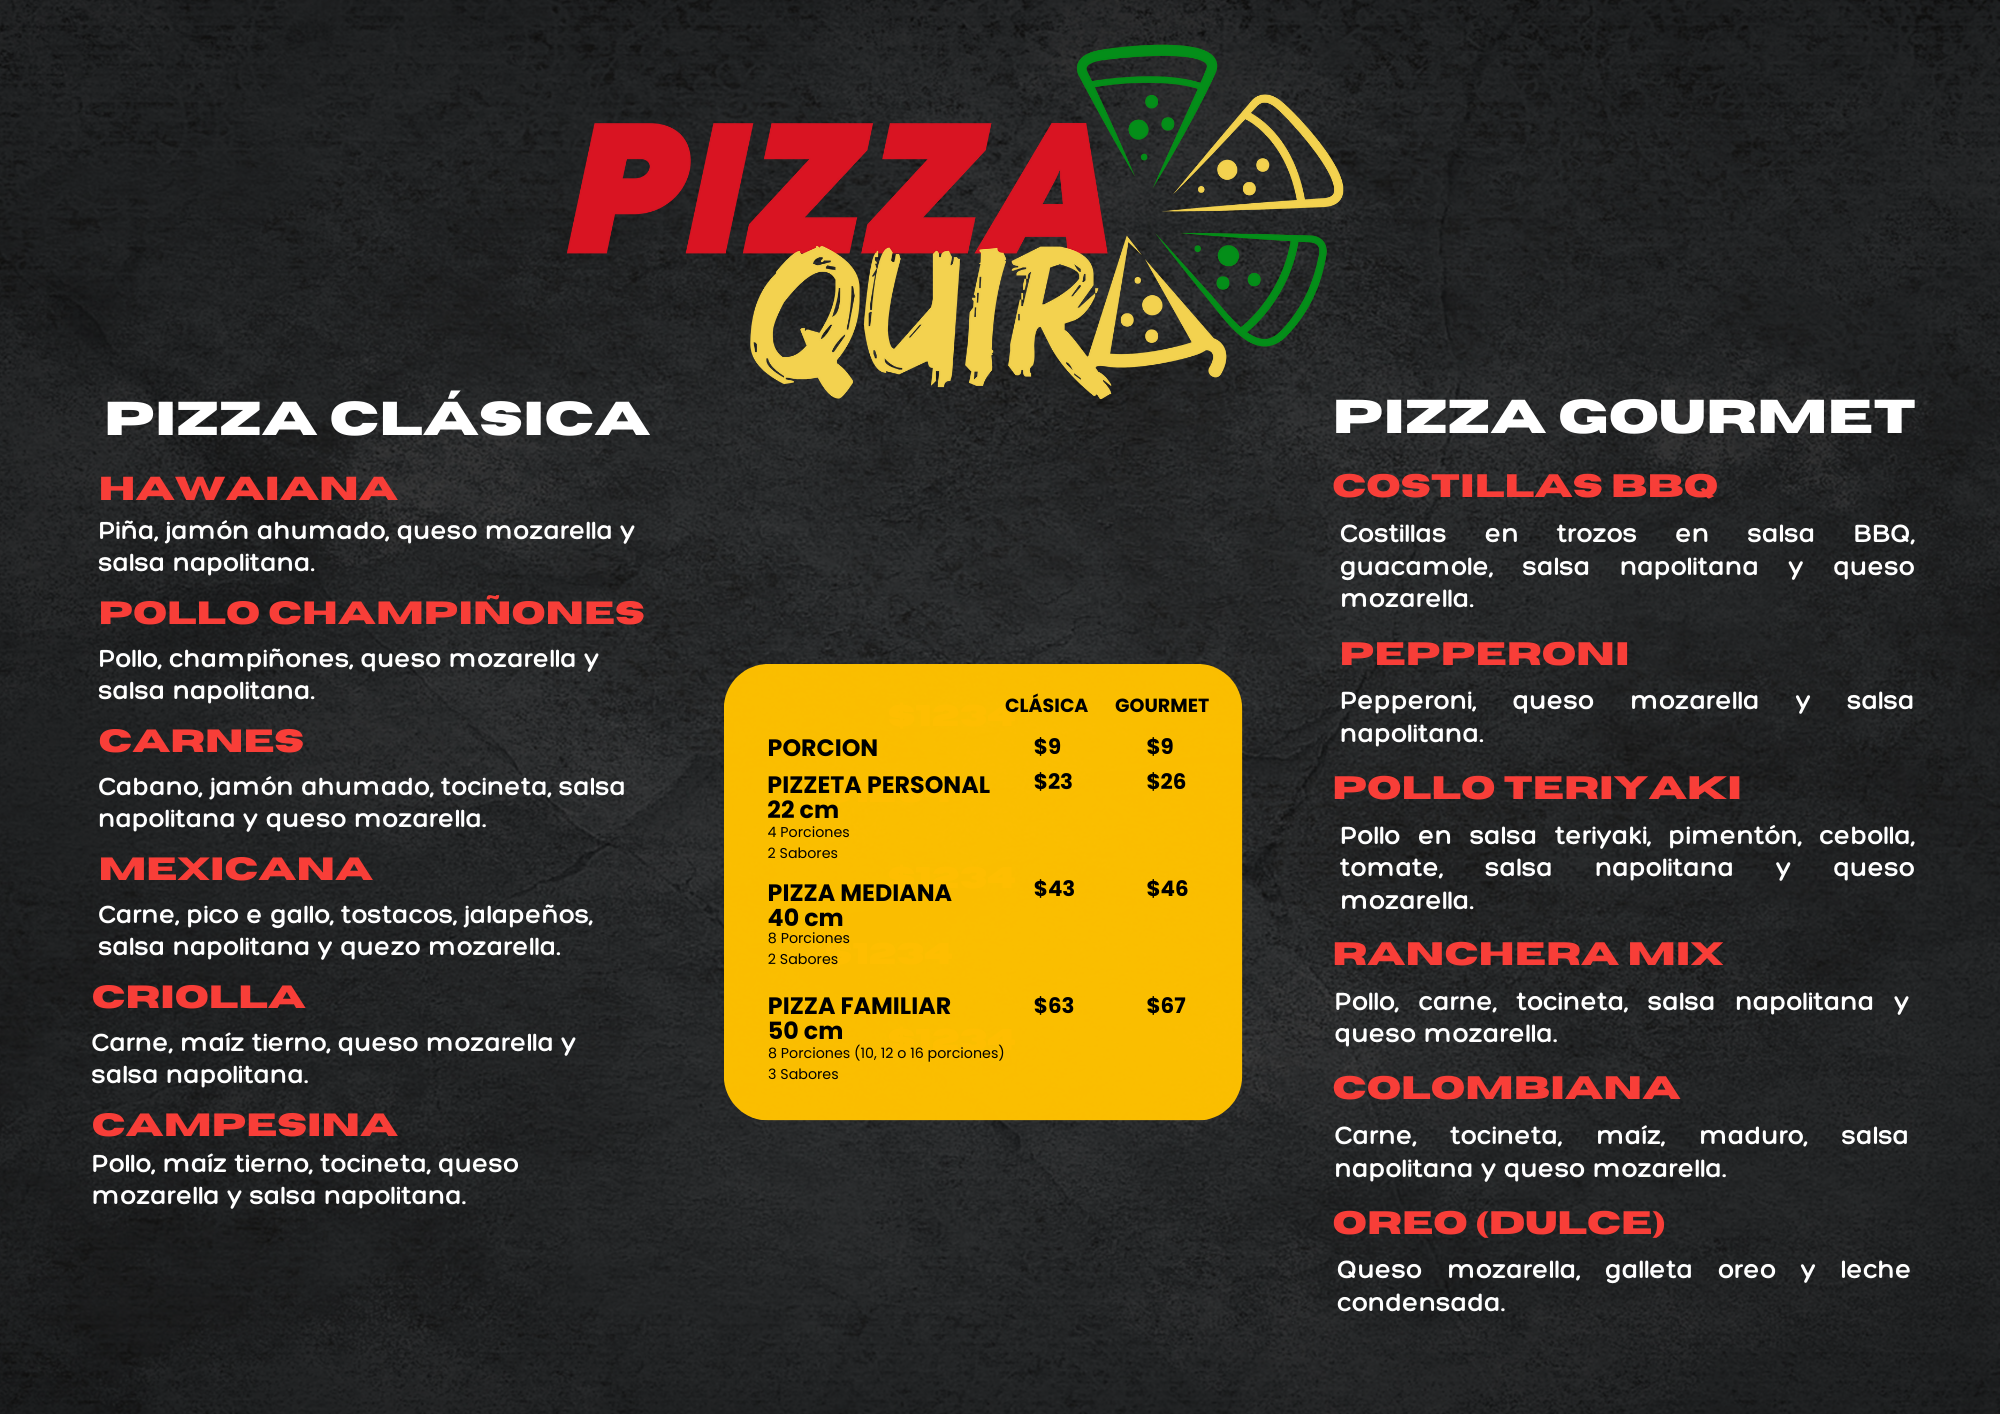 PIZZA
QUIRA
PIZZA CLÁSICA
HAWAIANA
Piña, jamón ahumado, queso mozarella y
salsa napolitana.
POLLO CHAMPIÑONES
Pollo, champiñones, queso mozarella y
salsa napolitana.
CARNES
Cabano, jamón ahumado, tocineta, salsa
napolitana y queso mozarella.
MEXICANA
Carne, pico e gallo, tostacos, jalapeños,
salsa napolitana y quezo mozarella.
CRIOLLA
Carne, maíz tierno, queso mozarella y
salsa napolitana.
CAMPESINA
Pollo, maíz tierno, tocineta, queso
mozarella y salsa napolitana.
CLÁSICA GOURMET
PORCION $9 $9
PIZZETA PERSONAL $23 $26
22 cm
4 Porciones
2 Sabores
PIZZA MEDIANA $43 $46
40 cm
8 Porciones
2 Sabores
PIZZA FAMILIAR $63 $67
50 cm
8 Porciones (10, 12 o 16 porciones)
3 Sabores
PIZZA GOURMET
COSTILLAS BBQ
Costillas en trozos en salsa BBQ,
guacamole, salsa napolitana y queso
mozarella.
PEPPERONI
Pepperoni, queso mozarella y salsa
napolitana.
POLLO TERIYAKI
Pollo en salsa teriyaki, pimentón, cebolla,
tomate, salsa napolitana y queso
mozarella.
RANCHERA MIX
Pollo, carne, tocineta, salsa napolitana y
queso mozarella.
COLOMBIANA
Carne, tocineta, maíz, maduro, salsa
napolitana y queso mozarella.
OREO (DULCE)
Queso mozarella, galleta oreo y leche
condensada.